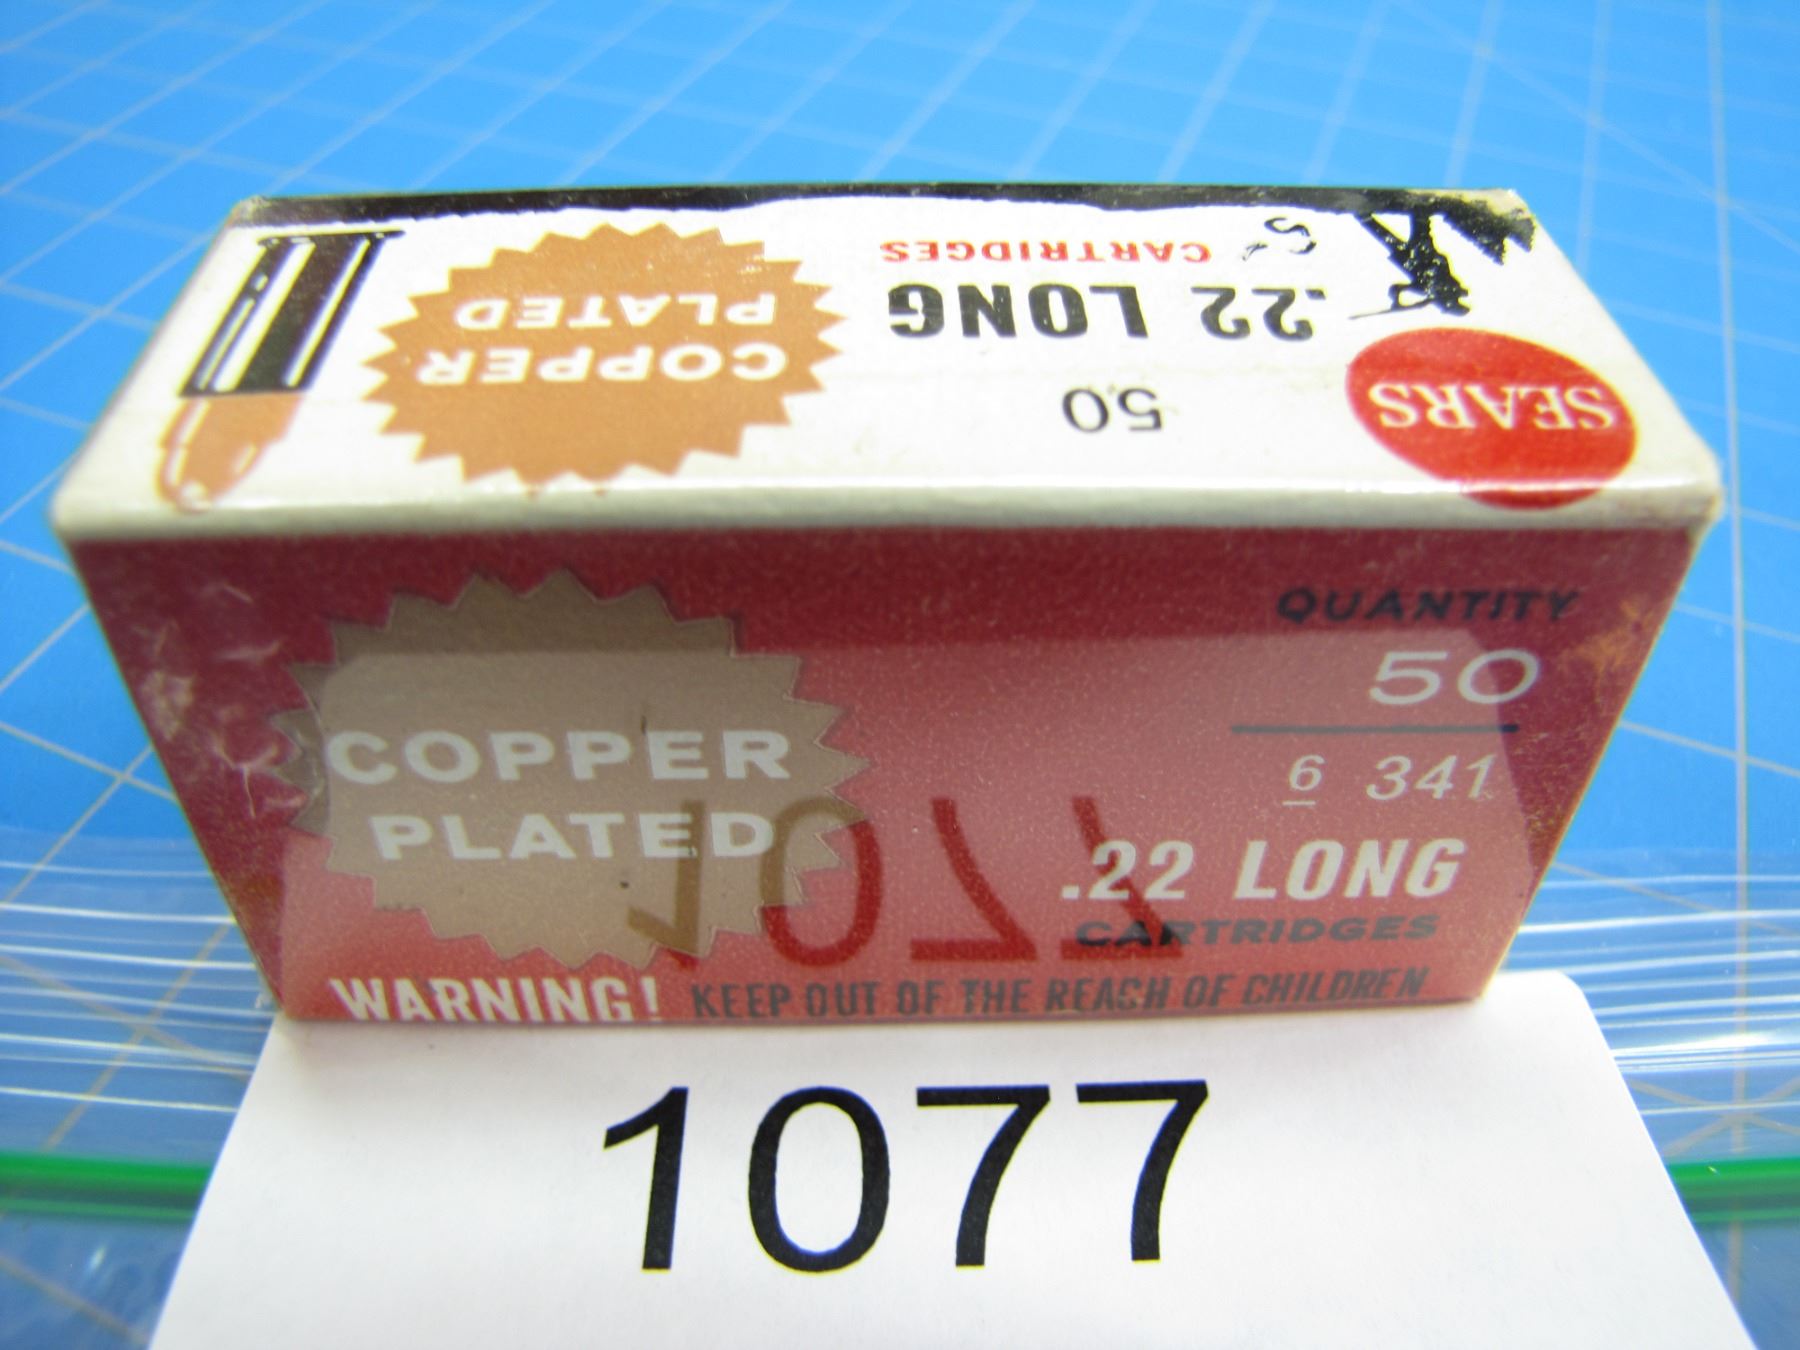 SEARS
50
.22 LONG
CARTRIDGES
COPPER
PLATED
QUANTITY
50
6 341
.22 LONG
CARTRIDGES
COPPER
PLATED
WARNING! KEEP OUT OF THE REACH OF CHILDREN
1077